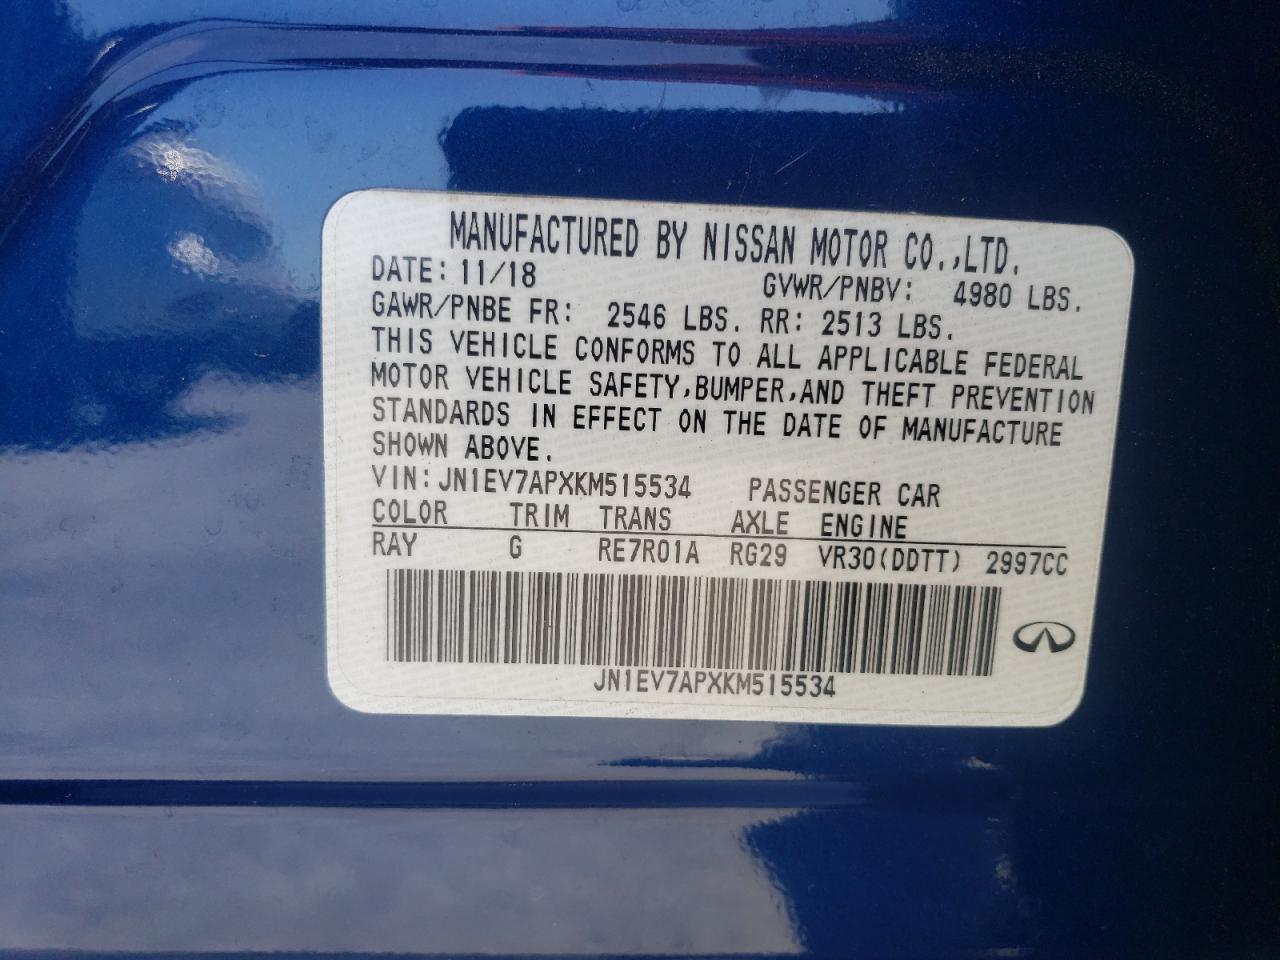 MANUFACTURED BY NISSAN MOTOR CO.,LTD.
DATE: 11/18 GVWR/PNBV: 4980 LBS.
GAWR/PNBE FR: 2546 LBS. RR: 2513 LBS.
THIS VEHICLE CONFORMS TO ALL APPLICABLE FEDERAL
MOTOR VEHICLE SAFETY,BUMPER,AND THEFT PREVENTION
STANDARDS IN EFFECT ON THE DATE OF MANUFACTURE
SHOWN ABOVE.
VIN:JN1EV7APXKM515534 PASSENGER CAR
COLOR TRIM TRANS AXLE ENGINE
RAY G RE7R01A RG29 VR30(DDTT) 2997CC
JN1EV7APXKM515534